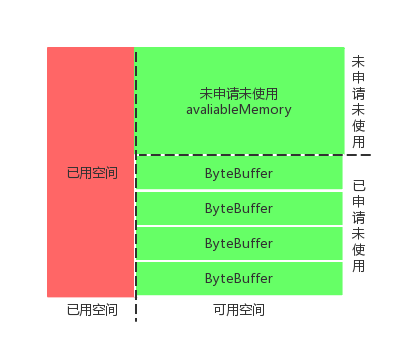 未申请未使用
avaliableMemory
未申请未使用
已用空间
ByteBuffer
ByteBuffer
ByteBuffer
ByteBuffer
已申请未使用
已用空间
可用空间